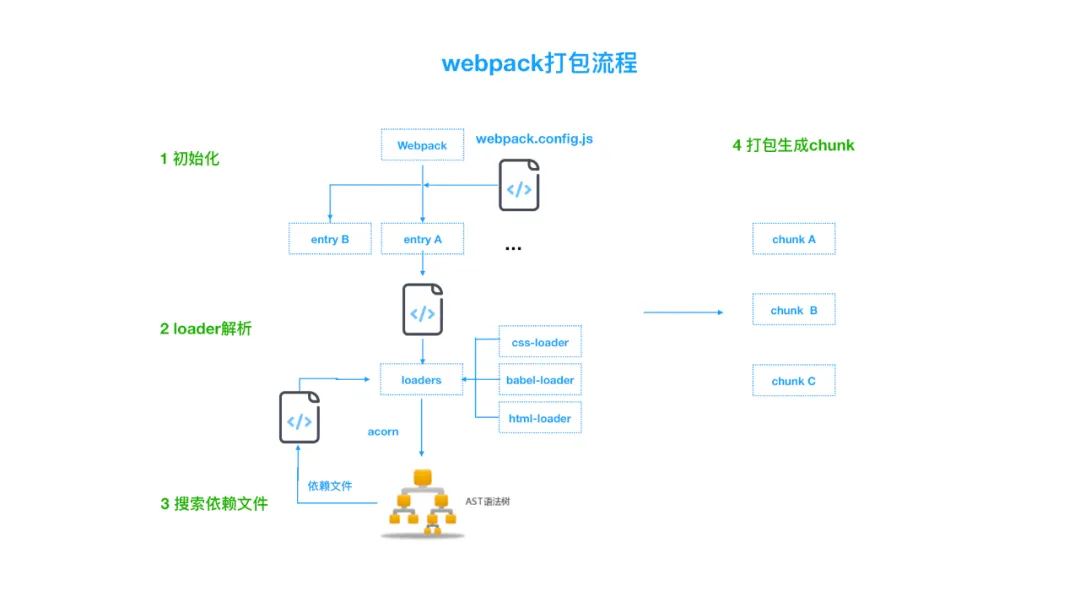 webpack打包流程
1 初始化
Webpack
webpack.config.js
</>
entry B
entry A
...
</>
2 loader解析
loaders
css-loader
babel-loader
html-loader
</>
acorn
3 搜索依赖文件
依赖文件
AST语法树
4 打包生成chunk
chunk A
chunk B
chunk C